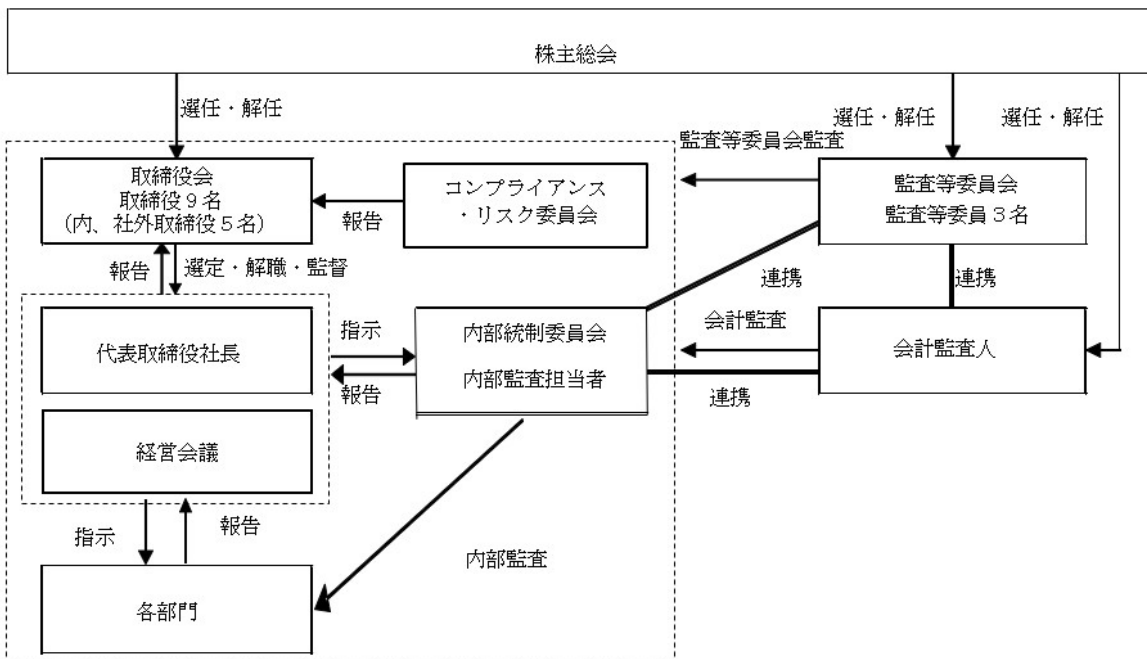 株主総会
選任・解任
選任・解任
選任・解任
監査等委員会監査
取締役会
取締役９名
(内、社外取締役５名)
報告
コンプライアンス
・リスク委員会
監査等委員会
監査等委員３名
報告
選定・解職・監督
連携
連携
代表取締役社長
指示
報告
内部統制委員会
内部監査担当者
会計監査
連携
会計監査人
経営会議
指示
報告
内部監査
各部門